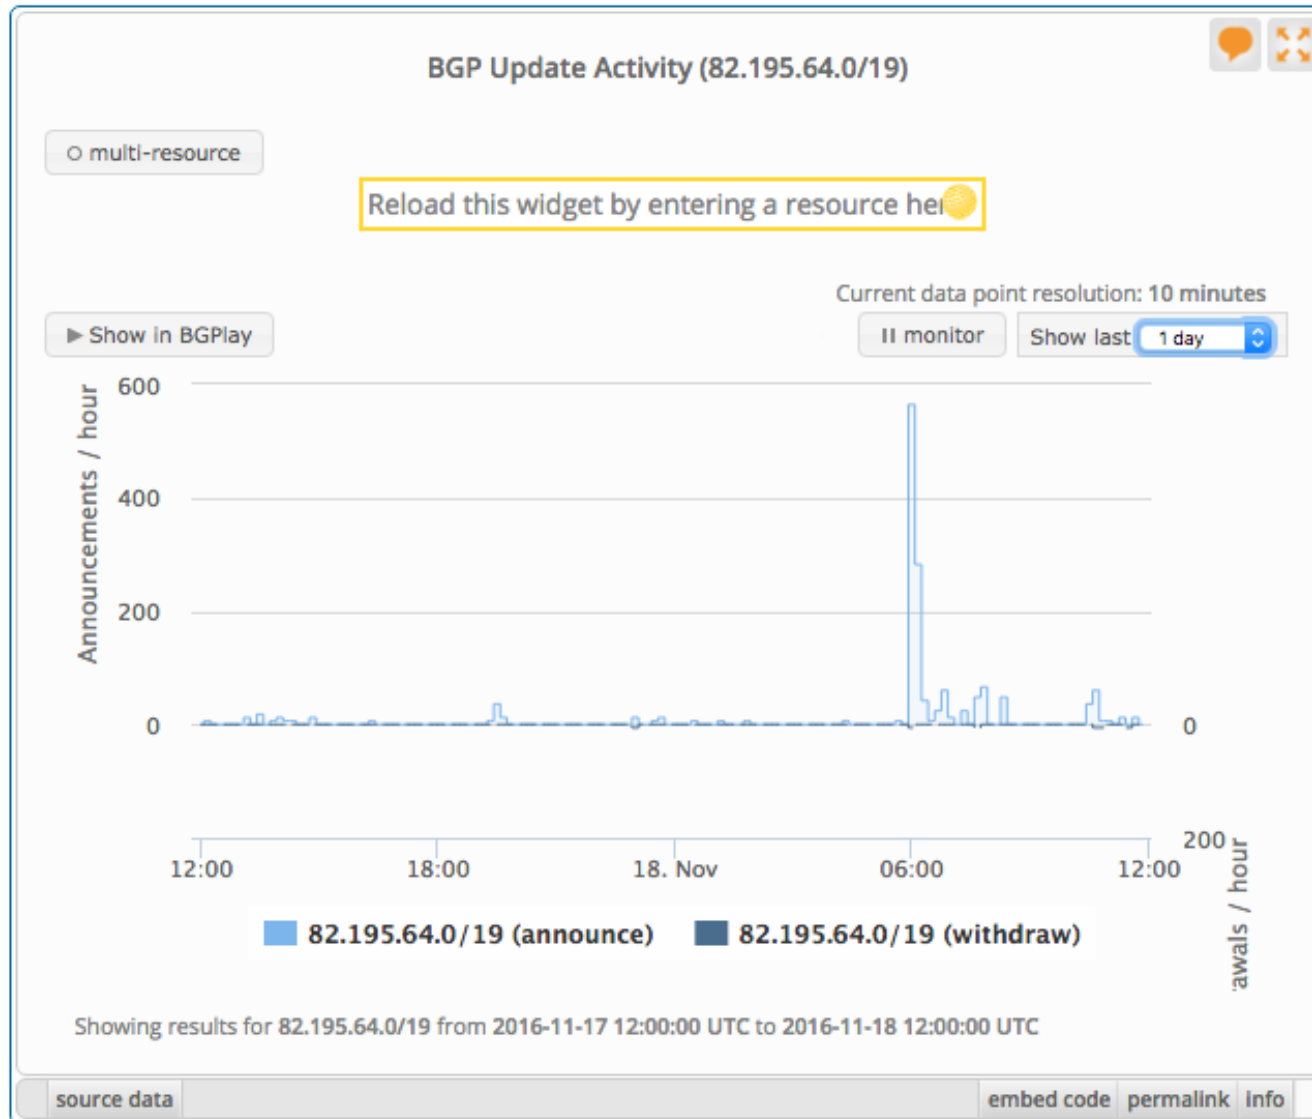 BGP Update Activity (82.195.64.0/19)
multi-resource
Reload this widget by entering a resource
Current data point resolution: 10 minutes
Show in BGPlay
monitor
Show last
1 day
Announcements / hour
600
400
200
0
0
200
/ hour
12:00
18:00
18. Nov
06:00
12:00
82.195.64.0/19 (announce)
82.195.64.0/19 (withdraw)
Showing results for 82.195.64.0/19 from 2016-11-17 12:00:00 UTC to 2016-11-18 12:00:00 UTC
source data
embed code
permalink
info